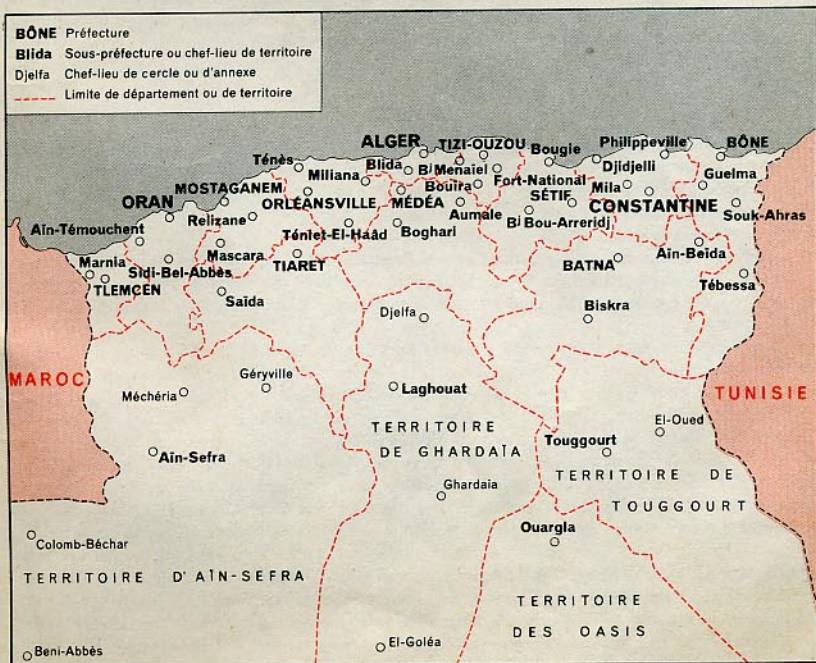 BÔNE Préfecture
Blida Sous-préfecture ou chef-lieu de territoire
Djelfa Chef-lieu de cercle ou d'annexe
Limite de département ou de territoire
ALGER
TIZI-OUZOU
Bougie
Philippeville
BÔNE
Ténès
Miliana
Blida
Bj Menaïel
Djidjelli
Guelma
MOSTAGANEM
Bouira
Fort-National
Mila
ORAN
ORLÉANSVILLE
MÉDÉA
SÉTIF
CONSTANTINE
Relizane
Aumale
Bj Bou-Arreridj
Souk-Ahras
Aïn-Témouchent
Téniet-El-Haâd
Boghari
Mascara
Aïn-Beïda
Marnia
Sidi-Bel-Abbès
TIARET
BATNA
Tébessa
TLEMCEN
Saïda
Biskra
Djelfa
MAROC
Géryville
Laghouat
TUNISIE
Méchéria
El-Oued
TERRITOIRE
DE GHARDAÏA
Touggourt
Aïn-Sefra
TERRITOIRE DE
TOUGGOURT
Ghardaia
Ouargla
Colomb-Béchar
TERRITOIRE D'AÏN-SEFRA
TERRITOIRE
DES OASIS
El-Goléa
Beni-Abbès